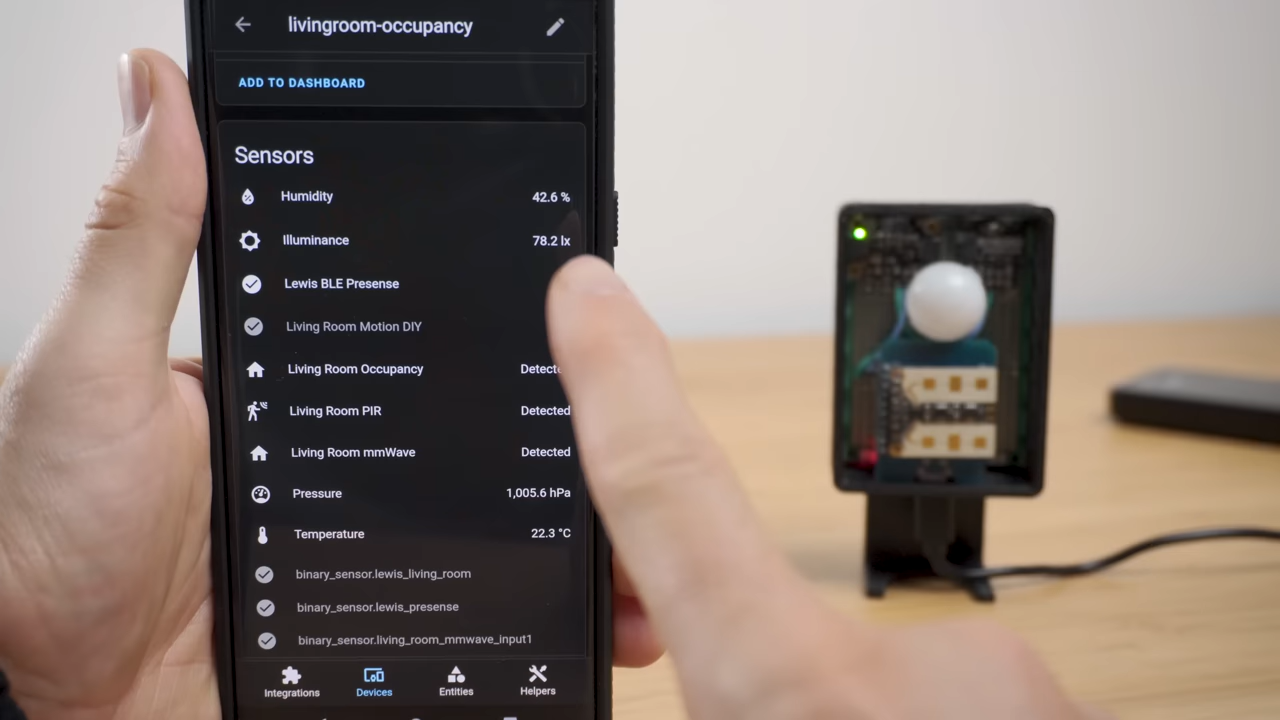 livingroom-occupancy
ADD TO DASHBOARD
Sensors
Humidity 42.6 %
Illuminance 78.2 lx
Lewis BLE Presense
Living Room Motion DIY
Living Room Occupancy Detecte
Living Room PIR Detected
Living Room mmWave Detected
Pressure 1,005.6 hPa
Temperature 22.3 °C
binary_sensor.lewis_living_room
binary_sensor.lewis_presense
binary_sensor.living_room_mmwave_input1
Integrations Devices Entities Helpers